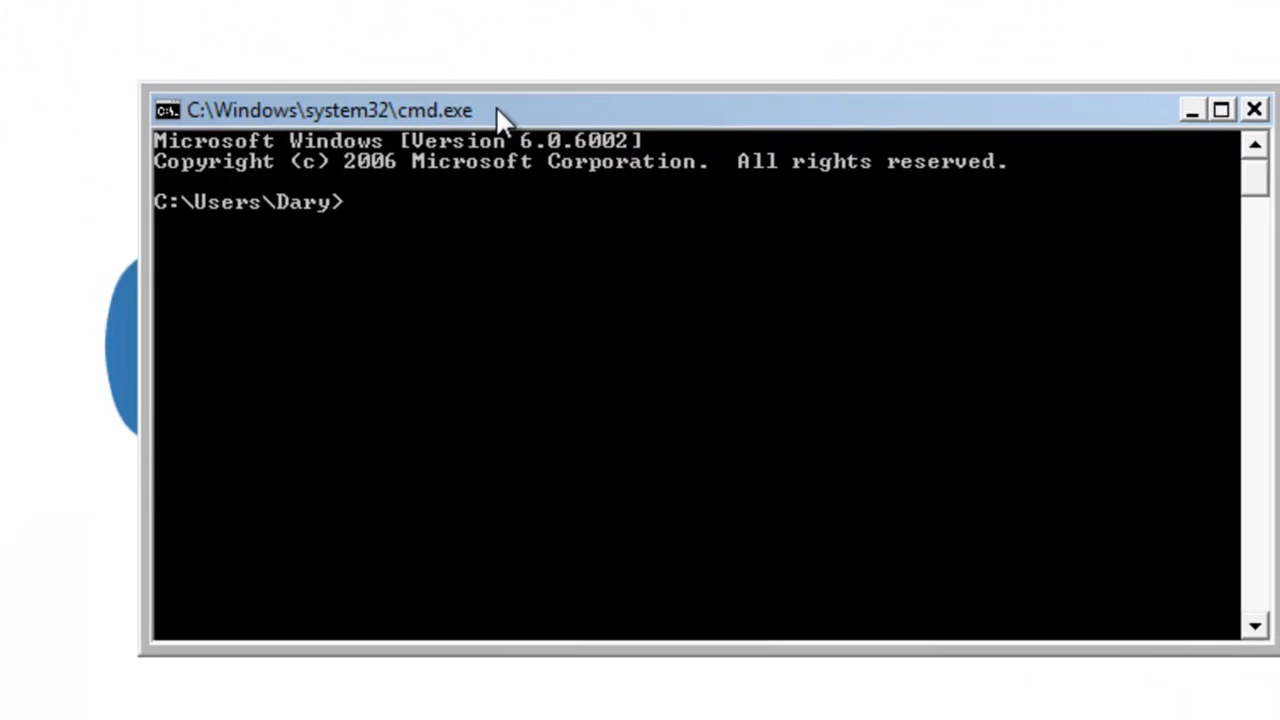 C:\Windows\system32\cmd.exe
Microsoft Windows [Version 6.0.6002]
Copyright (c) 2006 Microsoft Corporation.  All rights reserved.
C:\Users\Dary>